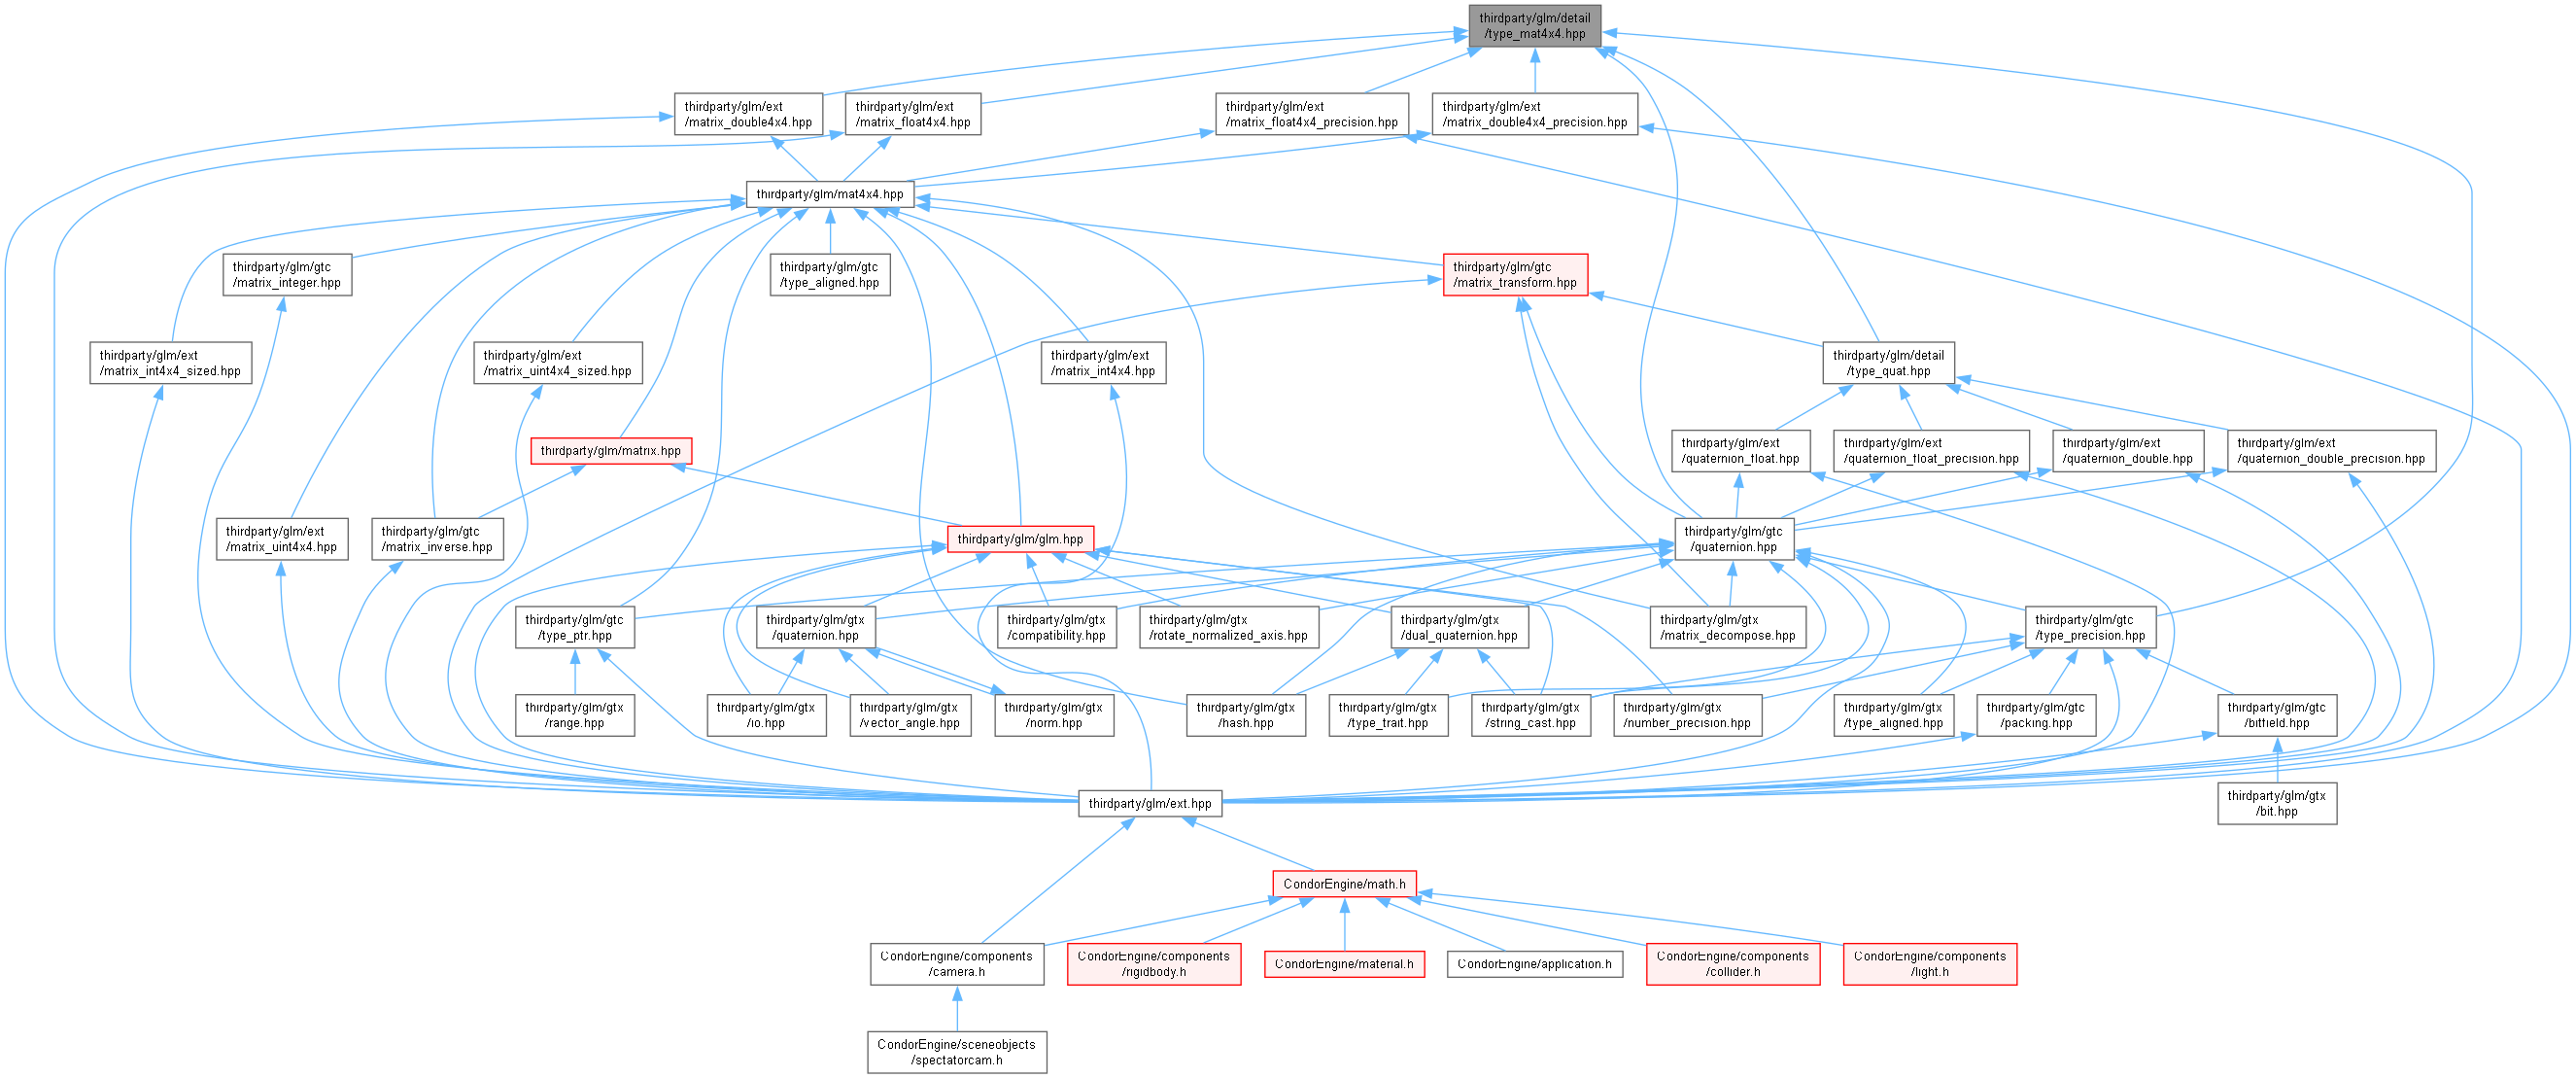 thirdparty/glm/detail
/type_mat4x4.hpp
thirdparty/glm/ext
/matrix_double4x4.hpp
thirdparty/glm/ext
/matrix_float4x4.hpp
thirdparty/glm/ext
/matrix_float4x4_precision.hpp
thirdparty/glm/ext
/matrix_double4x4_precision.hpp
thirdparty/glm/mat4x4.hpp
thirdparty/glm/gtc
/matrix_integer.hpp
thirdparty/glm/gtc
/type_aligned.hpp
thirdparty/glm/gtc
/matrix_transform.hpp
thirdparty/glm/ext
/matrix_int4x4_sized.hpp
thirdparty/glm/ext
/matrix_uint4x4_sized.hpp
thirdparty/glm/ext
/matrix_int4x4.hpp
thirdparty/glm/detail
/type_quat.hpp
thirdparty/glm/matrix.hpp
thirdparty/glm/ext
/quaternion_float.hpp
thirdparty/glm/ext
/quaternion_float_precision.hpp
thirdparty/glm/ext
/quaternion_double.hpp
thirdparty/glm/ext
/quaternion_double_precision.hpp
thirdparty/glm/ext
/matrix_uint4x4.hpp
thirdparty/glm/gtc
/matrix_inverse.hpp
thirdparty/glm/glm.hpp
thirdparty/glm/gtc
/quaternion.hpp
thirdparty/glm/gtc
/type_ptr.hpp
thirdparty/glm/gtx
/quaternion.hpp
thirdparty/glm/gtx
/compatibility.hpp
thirdparty/glm/gtx
/rotate_normalized_axis.hpp
thirdparty/glm/gtx
/dual_quaternion.hpp
thirdparty/glm/gtx
/matrix_decompose.hpp
thirdparty/glm/gtc
/type_precision.hpp
thirdparty/glm/gtx
/range.hpp
thirdparty/glm/gtx
/io.hpp
thirdparty/glm/gtx
/vector_angle.hpp
thirdparty/glm/gtx
/norm.hpp
thirdparty/glm/gtx
/hash.hpp
thirdparty/glm/gtx
/type_trait.hpp
thirdparty/glm/gtx
/string_cast.hpp
thirdparty/glm/gtx
/number_precision.hpp
thirdparty/glm/gtx
/type_aligned.hpp
thirdparty/glm/gtc
/packing.hpp
thirdparty/glm/gtc
/bitfield.hpp
thirdparty/glm/ext.hpp
thirdparty/glm/gtx
/bit.hpp
CondorEngine/math.h
CondorEngine/components
/camera.h
CondorEngine/components
/rigidbody.h
CondorEngine/material.h
CondorEngine/application.h
CondorEngine/components
/collider.h
CondorEngine/components
/light.h
CondorEngine/sceneobjects
/spectatorcam.h